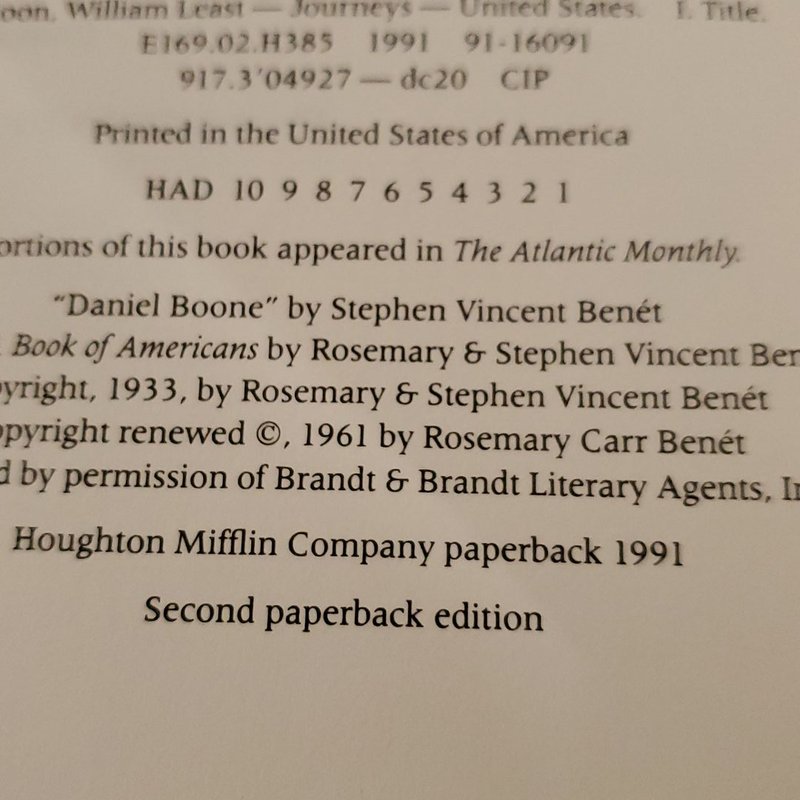 oon, William Least — Journeys — United States. I. Title.
E169.02.H385 1991 91-16091
917.3'04927 — dc20 CIP
Printed in the United States of America
HAD 10 9 8 7 6 5 4 3 2 1
ortions of this book appeared in The Atlantic Monthly.
"Daniel Boone" by Stephen Vincent Benét
Book of Americans by Rosemary & Stephen Vincent Ben
pyright, 1933, by Rosemary & Stephen Vincent Benét
opyright renewed ©, 1961 by Rosemary Carr Benét
d by permission of Brandt & Brandt Literary Agents, In
Houghton Mifflin Company paperback 1991
Second paperback edition